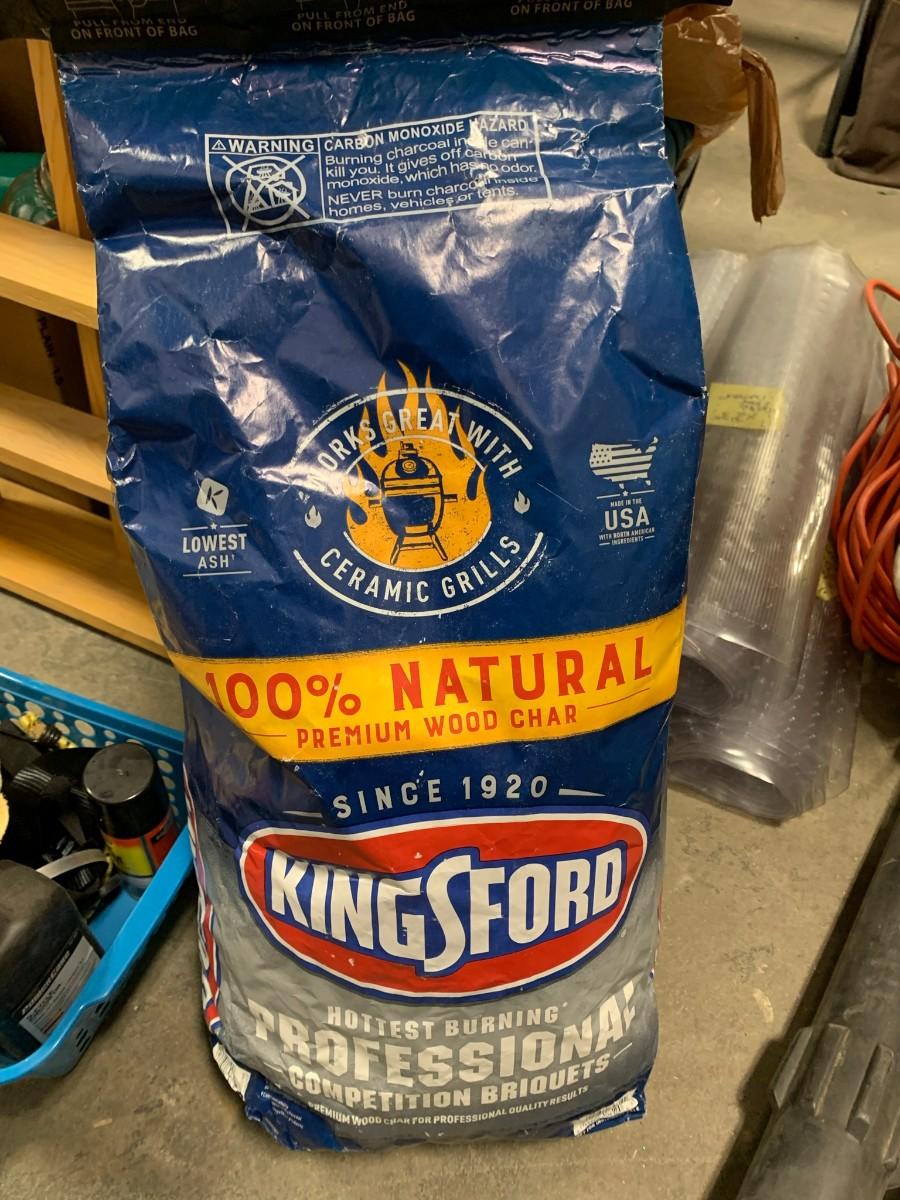 PULL FROM END
ON FRONT OF BAG
PULL FROM END
ON FRONT OF BAG
PULL FROM END
ON FRONT OF BAG
WARNING
CARBON MONOXIDE HAZARD
Burning charcoal inside can
kill you. It gives off carbon
monoxide, which has no odor.
NEVER burn charcoal inside
homes, vehicles or tents.
WORKS GREAT WITH
CERAMIC GRILLS
K
LOWEST
ASH†
MADE IN THE
USA
WITH NORTH AMERICAN
INGREDIENTS
100% NATURAL
PREMIUM WOOD CHAR
SINCE 1920
KINGSFORD
HOTTEST BURNING*
PROFESSIONAL
COMPETITION BRIQUETS
PREMIUM WOOD CHAR FOR PROFESSIONAL QUALITY RESULTS
PLAIN